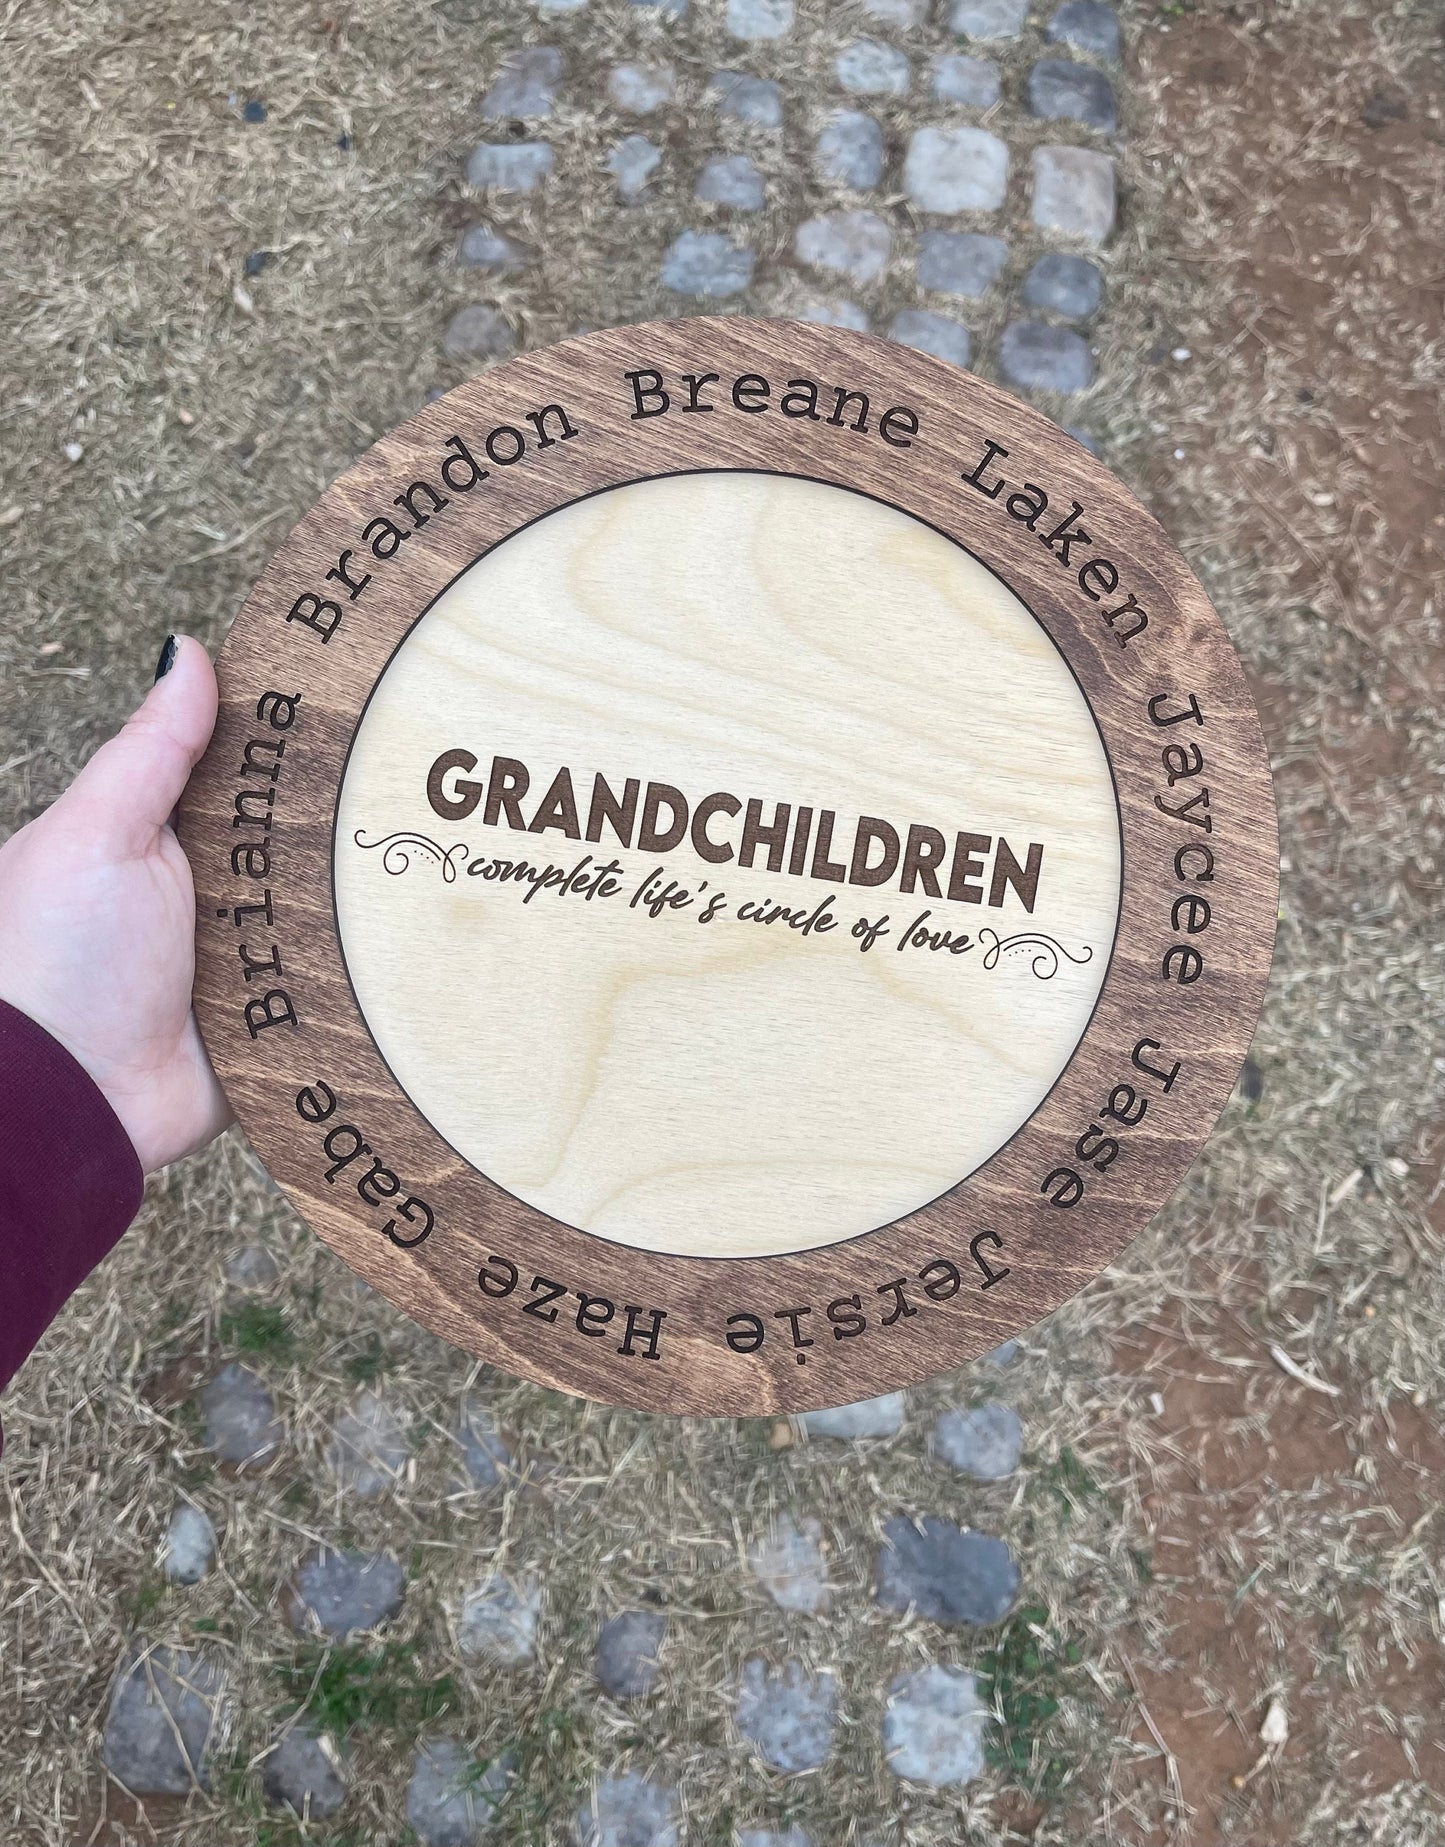 Brandon Breane Laken Jaycee Jase Jersie Haze Gabe Brianna
GRANDCHILDREN
complete life's circle of love